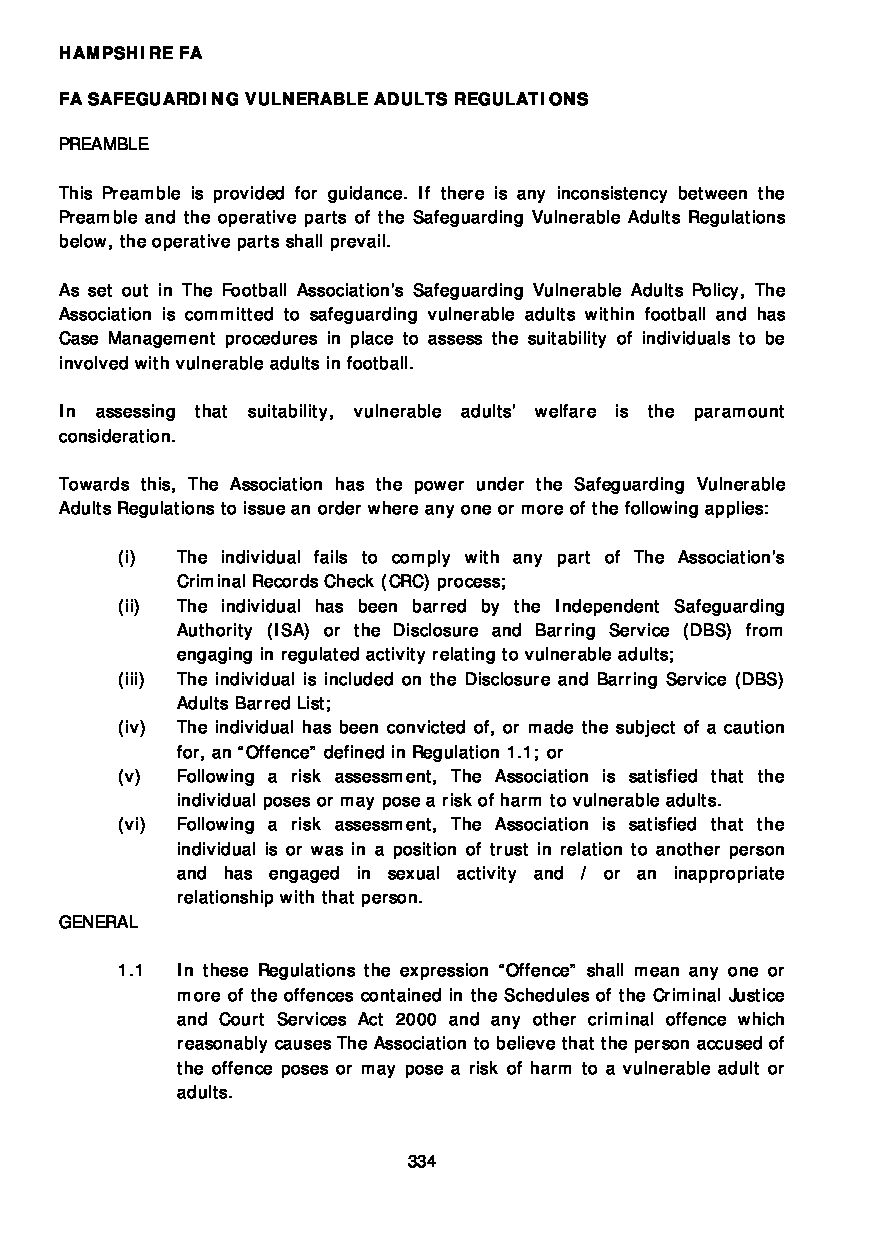 HAMPSHIRE FA
FA SAFEGUARDING VULNERABLE ADULTS REGULATIONS
PREAMBLE
This Preamble is provided for guidance. If there is any inconsistency between the
Preamble and the operative parts of the Safeguarding Vulnerable Adults Regulations
below, the operative parts shall prevail.
As set out in The Football Association's Safeguarding Vulnerable Adults Policy, The
Association is committed to safeguarding vulnerable adults within football and has
Case Management procedures in place to assess the suitability of individuals to be
involved with vulnerable adults in football.
In assessing that suitability, vulnerable adults' welfare is the paramount
consideration.
Towards this, The Association has the power under the Safeguarding Vulnerable
Adults Regulations to issue an order where any one or more of the following applies:
(i) The individual fails to comply with any part of The Association's
Criminal Records Check (CRC) process;
(ii) The individual has been barred by the Independent Safeguarding
Authority (ISA) or the Disclosure and Barring Service (DBS) from
engaging in regulated activity relating to vulnerable adults;
(iii) The individual is included on the Disclosure and Barring Service (DBS)
Adults Barred List;
(iv) The individual has been convicted of, or made the subject of a caution
for, an “Offence” defined in Regulation 1.1; or
(v) Following a risk assessment, The Association is satisfied that the
individual poses or may pose a risk of harm to vulnerable adults.
(vi) Following a risk assessment, The Association is satisfied that the
individual is or was in a position of trust in relation to another person
and has engaged in sexual activity and / or an inappropriate
relationship with that person.
GENERAL
1.1 In these Regulations the expression “Offence” shall mean any one or
more of the offences contained in the Schedules of the Criminal Justice
and Court Services Act 2000 and any other criminal offence which
reasonably causes The Association to believe that the person accused of
the offence poses or may pose a risk of harm to a vulnerable adult or
adults.
334